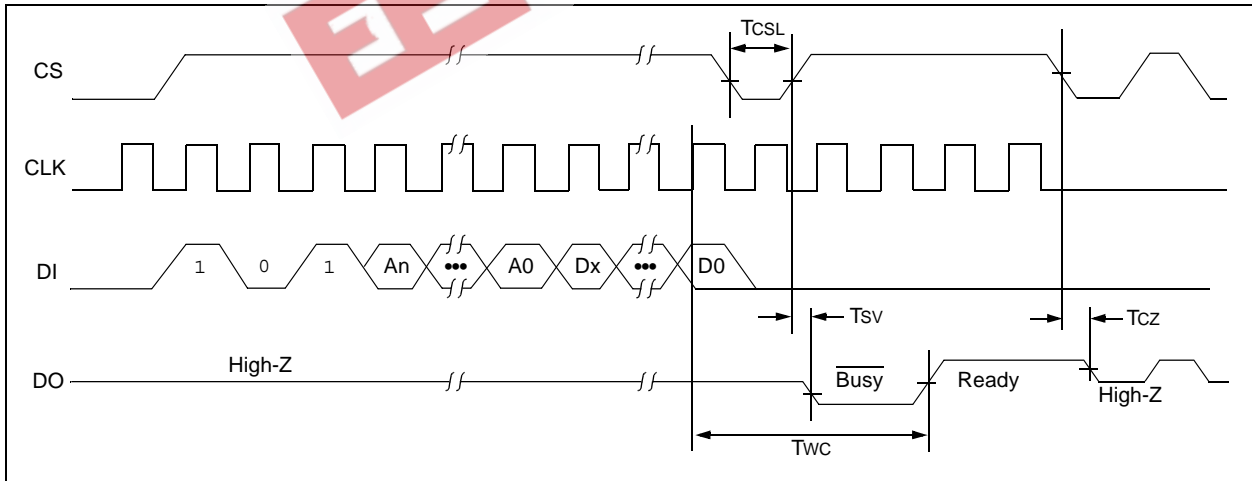 TCSL
CS
CLK
DI 1 0 1 An ••• A0 Dx ••• D0
TSV TCZ
High-Z
DO Busy Ready High-Z
TWC